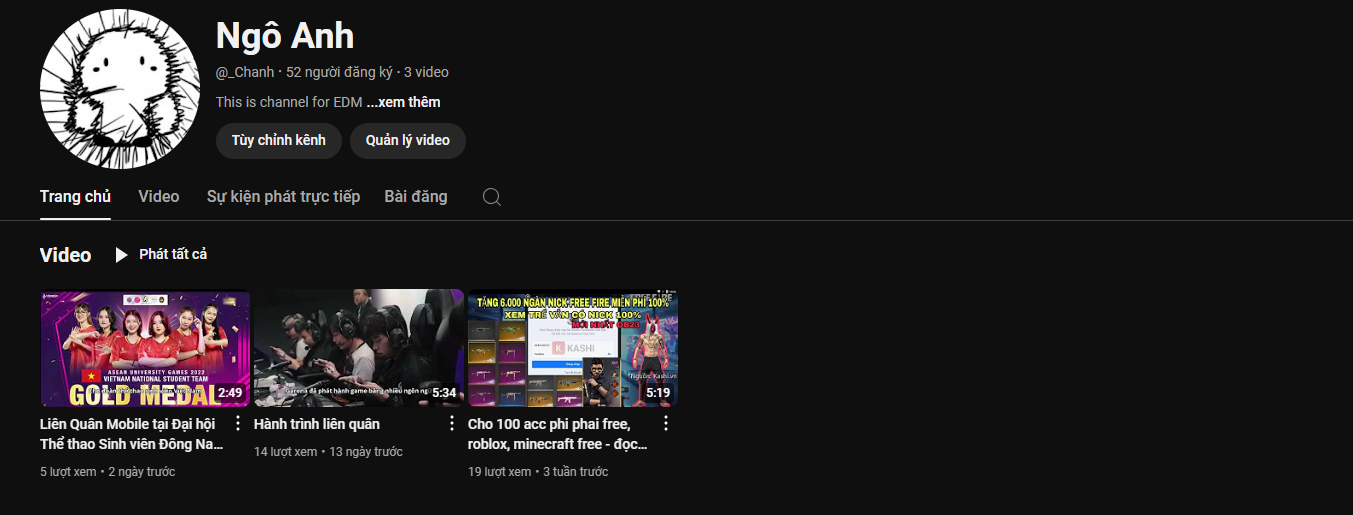 Ngô Anh
@_Chanh · 52 người đăng ký · 3 video
This is channel for EDM ...xem thêm
Tùy chỉnh kênh
Quản lý video
Trang chủ
Video
Sự kiện phát trực tiếp
Bài đăng
Video
Phát tất cả
ASEAN UNIVERSITY GAMES 2022
VIETNAM NATIONAL STUDENT TEAM
GOLD MEDAL
2:49
Garena đã phát hành game bằng nhiều ngôn ngữ
5:34
TẶNG 6.000 NGÀN NICK FREE FIRE MIỄN PHÍ 100%
XEM TRỄ VẪN CÓ NICK 100%
MỚI NHẤT OB23
K KASHI
Nguồn: Kashi.vn
5:19
Liên Quân Mobile tại Đại hội
Thể thao Sinh viên Đông Na...
5 lượt xem · 2 ngày trước
Hành trình liên quân
14 lượt xem · 13 ngày trước
Cho 100 acc phi phai free,
roblox, minecraft free - đọc...
19 lượt xem · 3 tuần trước